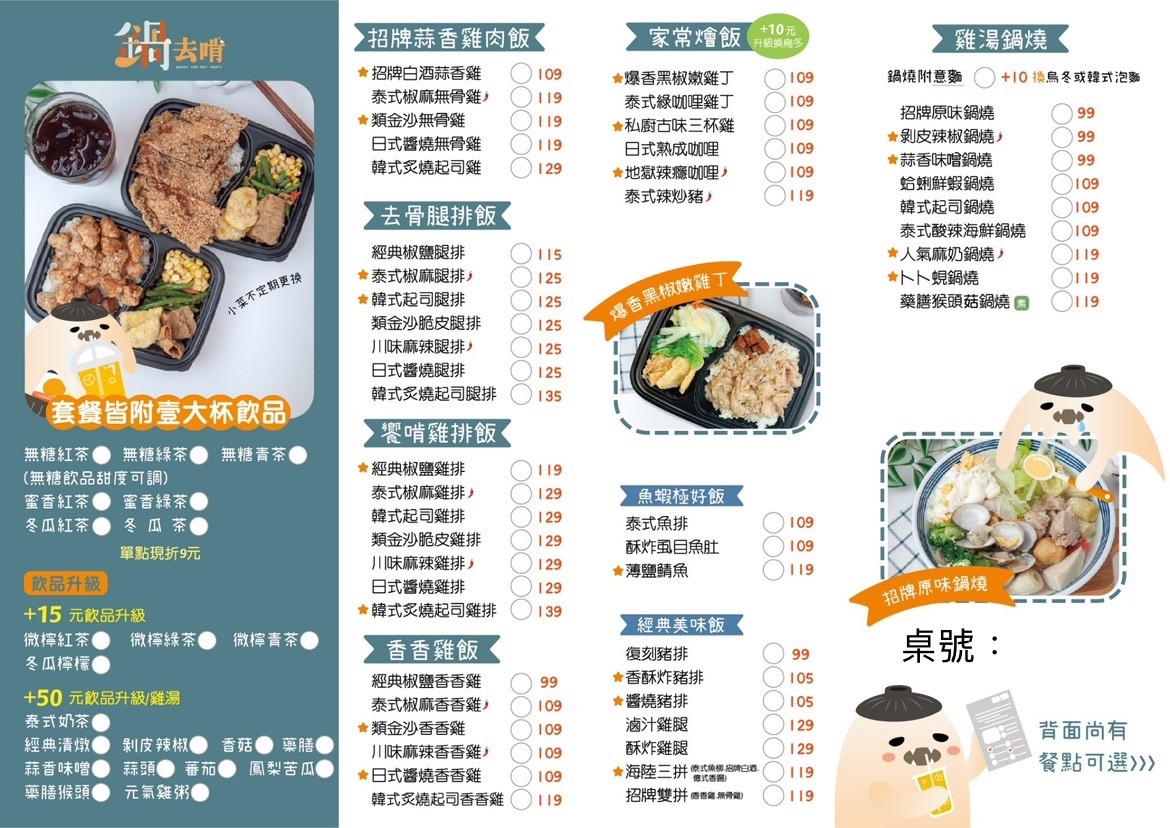 鍋去啃
ENJOY HOT POT PARTY
小菜不定期更換
套餐皆附壹大杯飲品
無糖紅茶 無糖綠茶 無糖青茶
(無糖飲品甜度可調)
蜜香紅茶 蜜香綠茶
冬瓜紅茶 冬瓜茶
單點現折9元
飲品升級
+15 元飲品升級
微檸紅茶 微檸綠茶 微檸青茶
冬瓜檸檬
+50 元飲品升級/雞湯
泰式奶茶
經典清燉 剝皮辣椒 香菇 藥膳
蒜香味噌 蒜頭 蕃茄 鳳梨苦瓜
藥膳猴頭 元氣雞粥
招牌蒜香雞肉飯
招牌白酒蒜香雞 109
泰式椒麻無骨雞 119
類金沙無骨雞 119
日式醬燒無骨雞 119
韓式炙燒起司雞 129
去骨腿排飯
經典椒鹽腿排 115
泰式椒麻腿排 125
韓式起司腿排 125
類金沙脆皮腿排 125
川味麻辣腿排 125
日式醬燒腿排 125
韓式炙燒起司腿排 135
饗啃雞排飯
經典椒鹽雞排 119
泰式椒麻雞排 129
韓式起司雞排 129
類金沙脆皮雞排 129
川味麻辣雞排 129
日式醬燒雞排 129
韓式炙燒起司雞排 139
香香雞飯
經典椒鹽香香雞 99
泰式椒麻香香雞 109
類金沙香香雞 109
川味麻辣香香雞 109
日式醬燒香香雞 109
韓式炙燒起司香香雞 119
家常燴飯
+10元
升級換烏冬
爆香黑椒嫩雞丁 109
泰式綠咖哩雞丁 109
私廚古味三杯雞 109
日式熟成咖哩 109
地獄辣癮咖哩 109
泰式辣炒豬 119
爆香黑椒嫩雞丁
魚蝦極好飯
泰式魚排 109
酥炸虱目魚肚 109
薄鹽鯖魚 119
經典美味飯
復刻豬排 99
香酥炸豬排 105
醬燒豬排 105
滷汁雞腿 129
酥炸雞腿 129
海陸三拼 (泰式魚柳.招牌白酒. 119
德式香腸)
招牌雙拼 (香香雞.無骨雞) 119
雞湯鍋燒
鍋燒附意麵 +10 換烏冬或韓式泡麵
招牌原味鍋燒 99
剝皮辣椒鍋燒 99
蒜香味噌鍋燒 99
蛤蜊鮮蝦鍋燒 109
韓式起司鍋燒 109
泰式酸辣海鮮鍋燒 109
人氣麻奶鍋燒 119
卜卜蜆鍋燒 119
藥膳猴頭菇鍋燒 素 119
招牌原味鍋燒
桌號：
背面尚有
餐點可選>>>